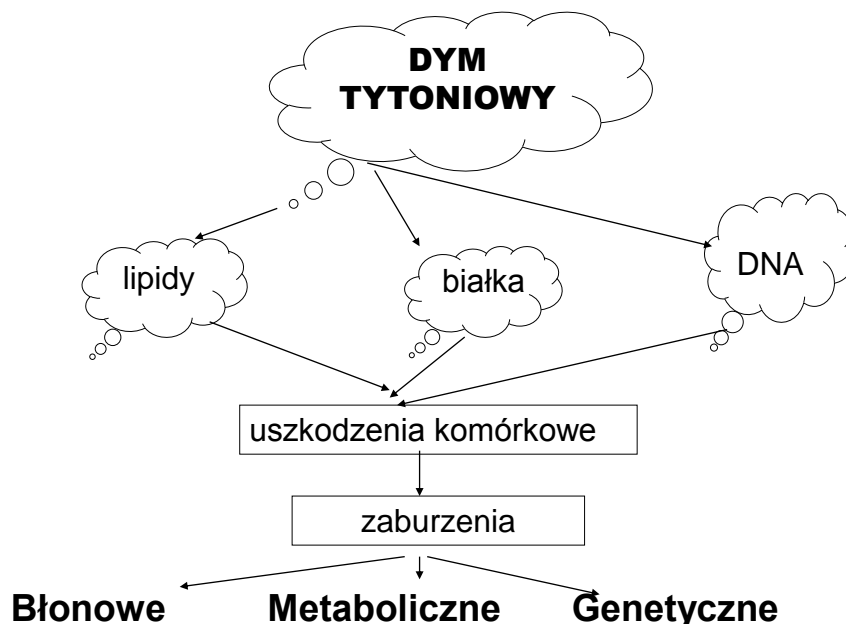 DYM
TYTONIOWY
lipidy
białka
DNA
uszkodzenia komórkowe
zaburzenia
Błonowe Metaboliczne Genetyczne